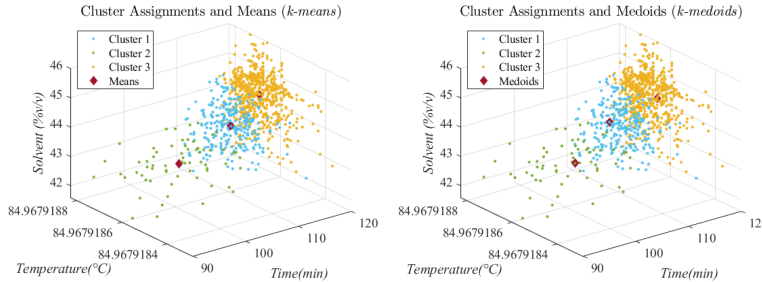 Cluster Assignments and Means (k-means)
Cluster 1
Cluster 2
Cluster 3
Means
46
45
44
43
42
Solvent (%v/v)
84.9679188
84.9679186
84.9679184
Temperature(°C)
90
100
110
120
Time(min)
Cluster Assignments and Medoids (k-medoids)
Cluster 1
Cluster 2
Cluster 3
Medoids
46
45
44
43
42
Solvent (%v/v)
84.9679188
84.9679186
84.9679184
Temperature(°C)
90
100
110
12
Time(min)